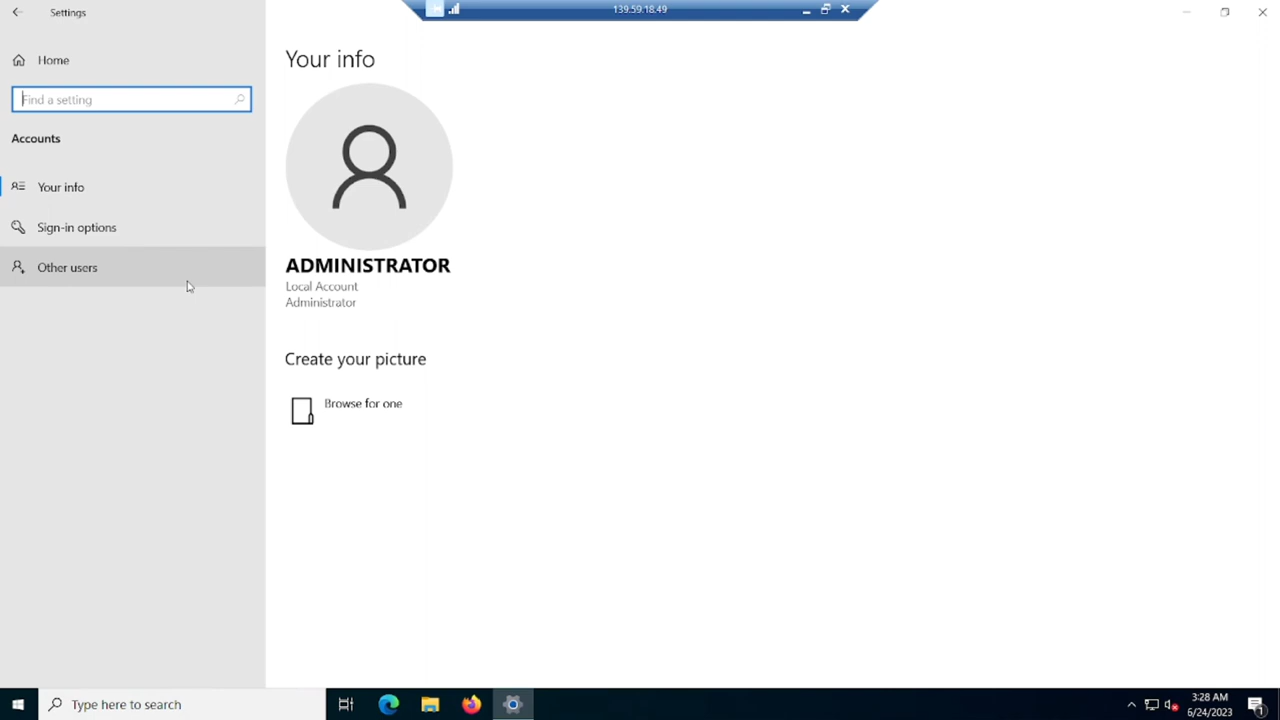 Settings
139.59.18.49
Home
Find a setting
Accounts
Your info
Sign-in options
Other users
Your info
ADMINISTRATOR
Local Account
Administrator
Create your picture
Browse for one
Type here to search
3:28 AM
6/24/2023
1